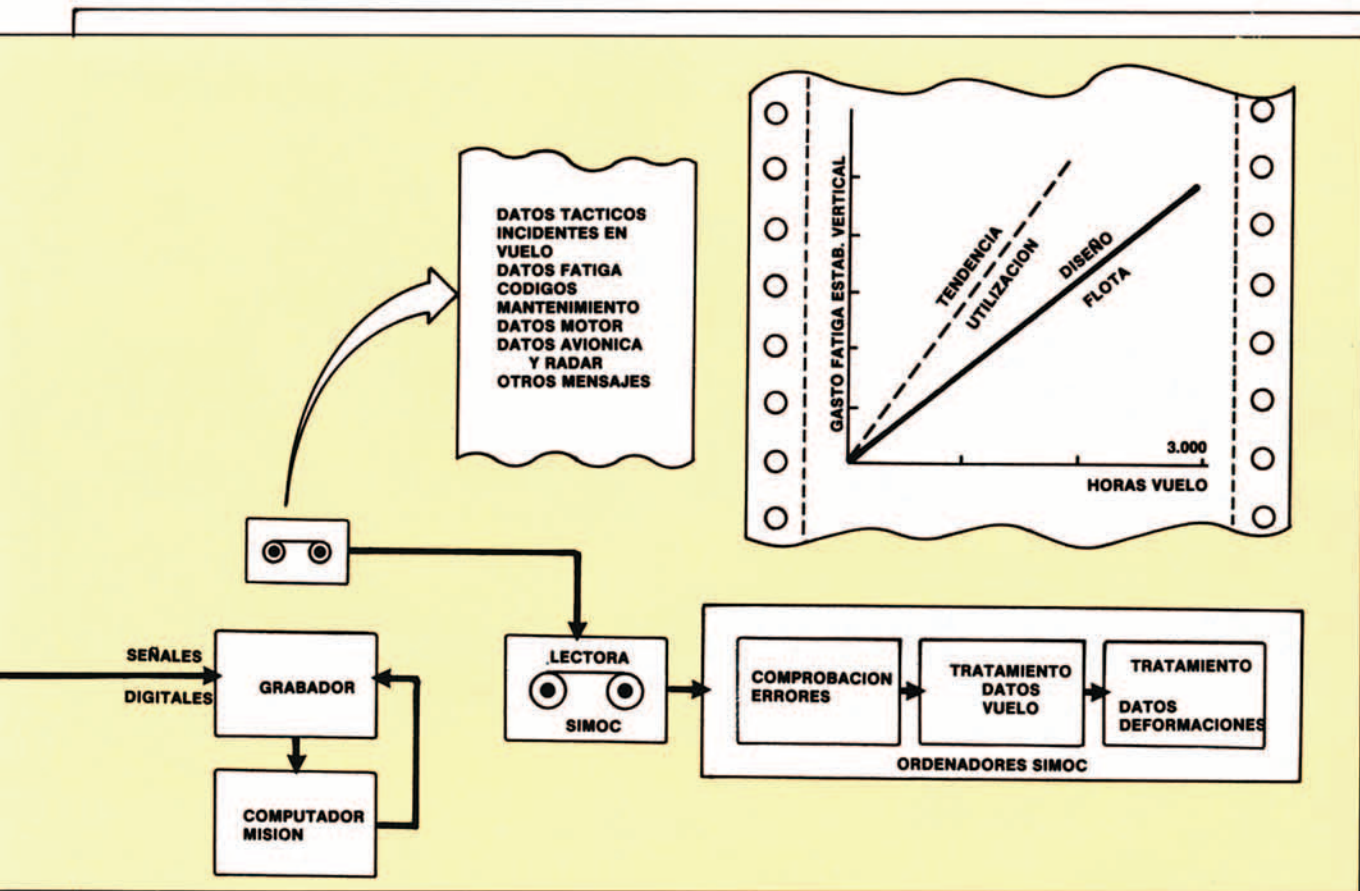 DATOS TACTICOS
INCIDENTES EN
VUELO
DATOS FATIGA
CODIGOS
MANTENIMIENTO
DATOS MOTOR
DATOS AVIONICA
Y RADAR
OTROS MENSAJES
GASTO FATIGA ESTAB. VERTICAL
TENDENCIA
UTILIZACION
DISEÑO
FLOTA
3.000
HORAS VUELO
SEÑALES
DIGITALES
GRABADOR
COMPUTADOR
MISION
LECTORA
SIMOC
COMPROBACION
ERRORES
TRATAMIENTO
DATOS
VUELO
TRATAMIENTO
DATOS
DEFORMACIONES
ORDENADORES SIMOC